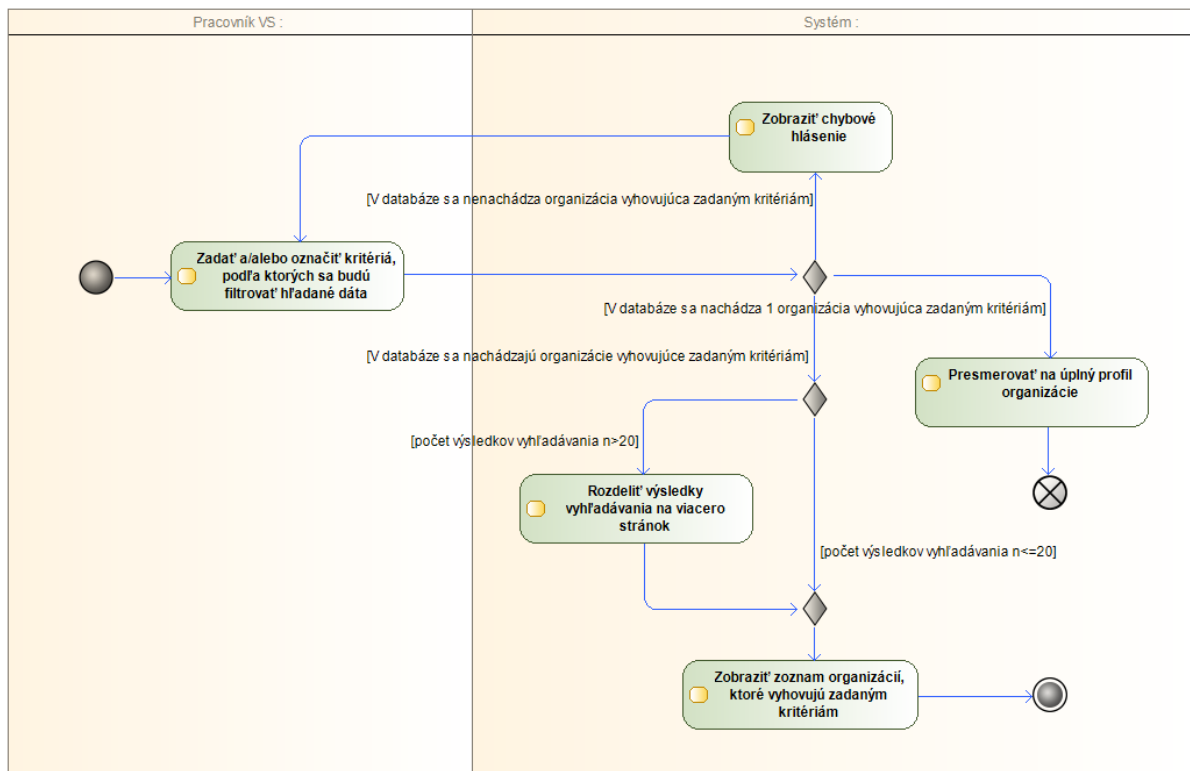 Pracovník VS :
Systém :
Zobraziť chybové
hlásenie
[V databáze sa nenachádza organizácia vyhovujúca zadaným kritériám]
Zadať a/alebo označiť kritériá,
podľa ktorých sa budú
filtrovať hľadané dáta
[V databáze sa nachádza 1 organizácia vyhovujúca zadaným kritériám]
[V databáze sa nachádzajú organizácie vyhovujúce zadaným kritériám]
Presmerovať na úplný profil
organizácie
[počet výsledkov vyhľadávania n>20]
Rozdeliť výsledky
vyhľadávania na viacero
stránok
[počet výsledkov vyhľadávania n<=20]
Zobraziť zoznam organizácií,
ktoré vyhovujú zadaným
kritériám